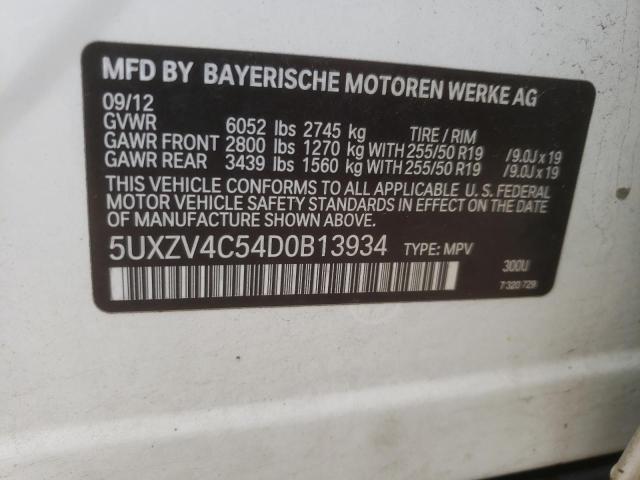 MFD BY BAYERISCHE MOTOREN WERKE AG
09/12
GVWR 6052 lbs 2745 kg TIRE / RIM
GAWR FRONT 2800 lbs 1270 kg WITH 255/50 R19 /9.0J x 19
GAWR REAR 3439 lbs 1560 kg WITH 255/50 R19 /9.0J x 19
THIS VEHICLE CONFORMS TO ALL APPLICABLE U. S. FEDERAL
MOTOR VEHICLE SAFETY STANDARDS IN EFFECT ON THE
DATE OF MANUFACTURE SHOWN ABOVE.
5UXZV4C54D0B13934 TYPE: MPV
300U
7 320 729